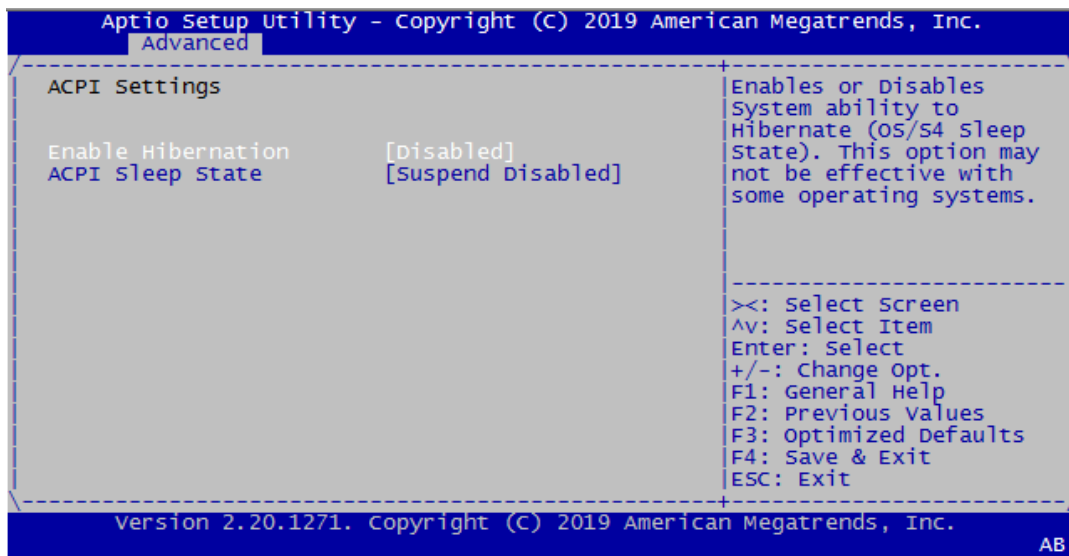 Aptio Setup Utility - Copyright (C) 2019 American Megatrends, Inc.
Advanced
ACPI Settings
Enable Hibernation [Disabled]
ACPI Sleep State [Suspend Disabled]
Enables or Disables
System ability to
Hibernate (OS/S4 Sleep
State). This option may
not be effective with
some operating systems.
><: Select Screen
^v: Select Item
Enter: Select
+/-: Change Opt.
F1: General Help
F2: Previous Values
F3: Optimized Defaults
F4: Save & Exit
ESC: Exit
Version 2.20.1271. Copyright (C) 2019 American Megatrends, Inc.
AB